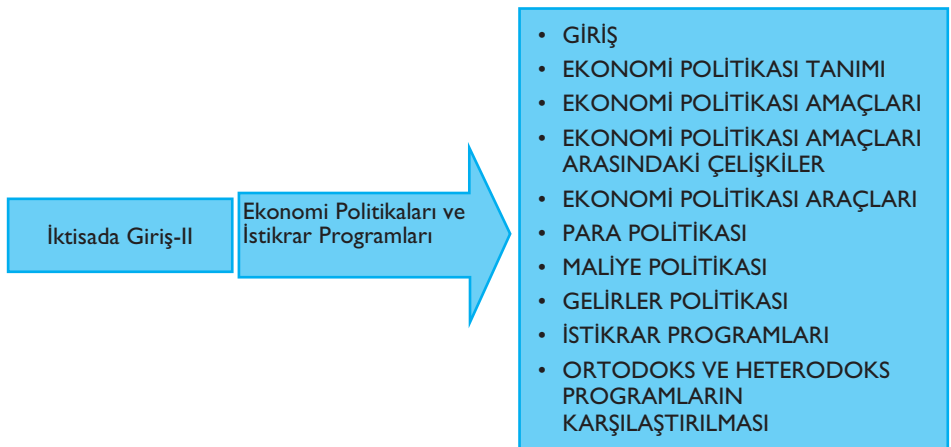 İktisada Giriş-II
Ekonomi Politikaları ve
İstikrar Programları
• GİRİŞ
• EKONOMİ POLİTİKASI TANIMI
• EKONOMİ POLİTİKASI AMAÇLARI
• EKONOMİ POLİTİKASI AMAÇLARI
ARASINDAKİ ÇELİŞKİLER
• EKONOMİ POLİTİKASI ARAÇLARI
• PARA POLİTİKASI
• MALİYE POLİTİKASI
• GELİRLER POLİTİKASI
• İSTİKRAR PROGRAMLARI
• ORTODOKS VE HETERODOKS
PROGRAMLARIN
KARŞILAŞTIRILMASI